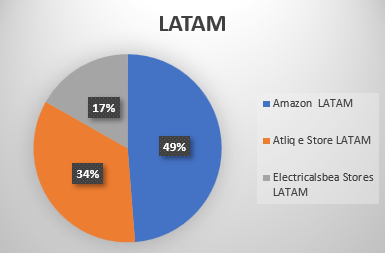 LATAM
49%
34%
17%
Amazon LATAM
Atliq e Store LATAM
Electricalsbea Stores
LATAM